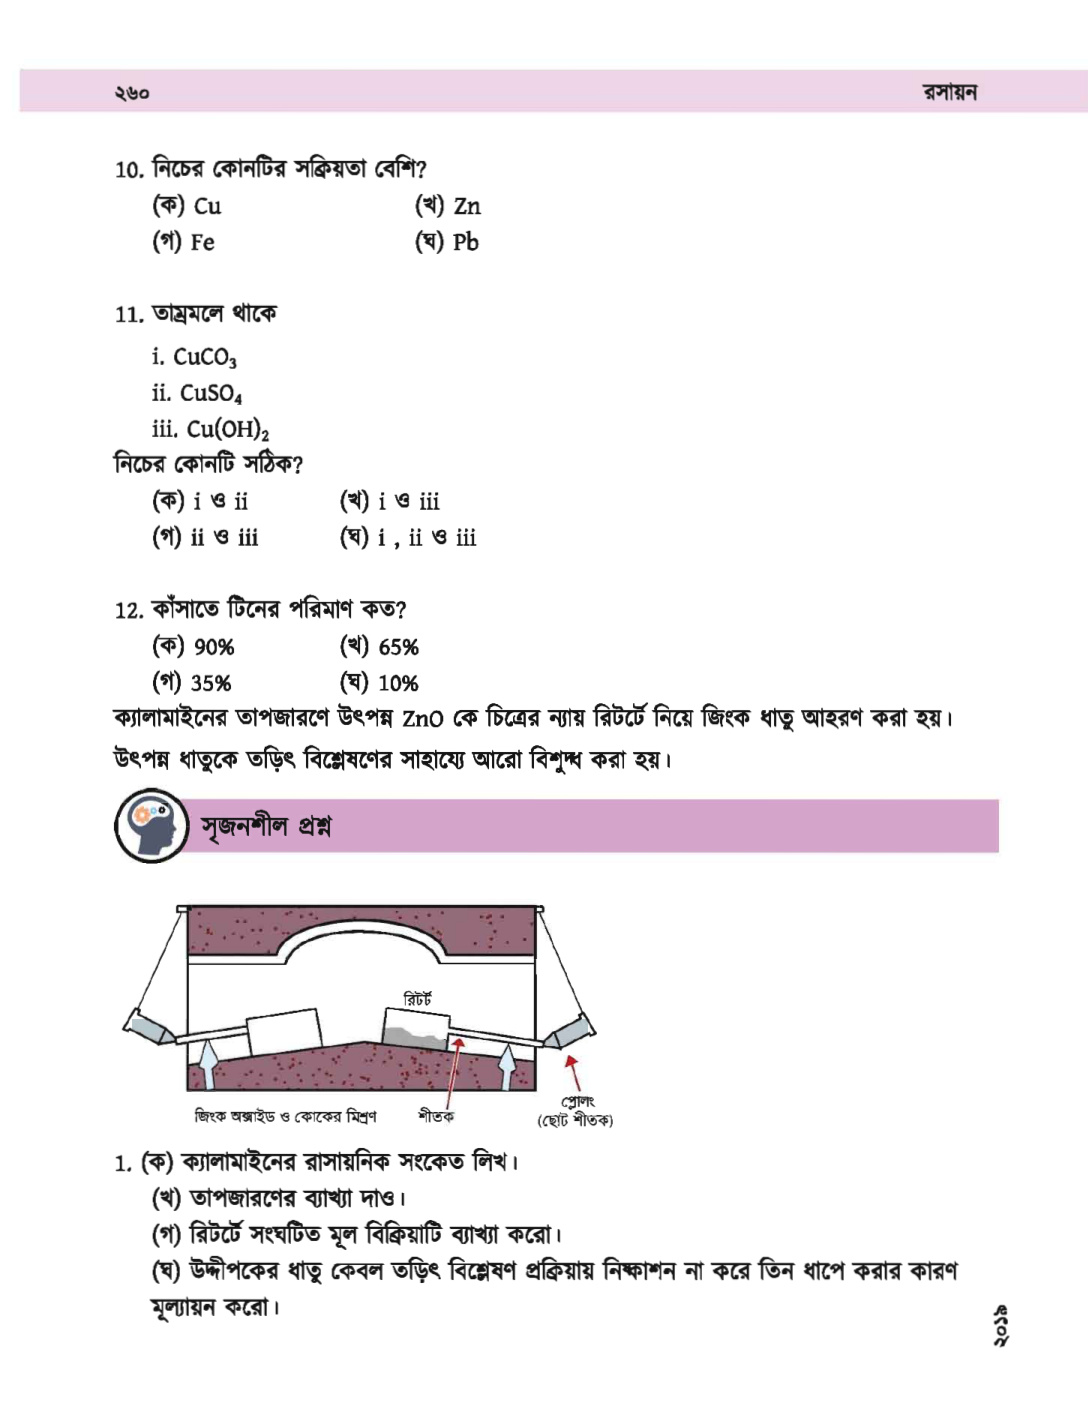 ২৬০ রসায়ন
10. নিচের কোনটির সক্রিয়তা বেশি?
(ক) Cu (খ) Zn
(গ) Fe (ঘ) Pb
11. তাম্রমলে থাকে
i. CuCO₃
ii. CuSO₄
iii. Cu(OH)₂
নিচের কোনটি সঠিক?
(ক) i ও ii (খ) i ও iii
(গ) ii ও iii (ঘ) i , ii ও iii
12. কাঁসাতে টিনের পরিমাণ কত?
(ক) 90% (খ) 65%
(গ) 35% (ঘ) 10%
ক্যালামাইনের তাপজারণে উৎপন্ন ZnO কে চিত্রের ন্যায় রিটর্টে নিয়ে জিংক ধাতু আহরণ করা হয়।
উৎপন্ন ধাতুকে তড়িৎ বিশ্লেষণের সাহায্যে আরো বিশুদ্ধ করা হয়।
সৃজনশীল প্রশ্ন
রিটর্ট
জিংক অক্সাইড ও কোকের মিশ্রণ শীতক প্রোলং
(ছোট শীতক)
1. (ক) ক্যালামাইনের রাসায়নিক সংকেত লিখ।
(খ) তাপজারণের ব্যাখ্যা দাও।
(গ) রিটর্টে সংঘটিত মূল বিক্রিয়াটি ব্যাখ্যা করো।
(ঘ) উদ্দীপকের ধাতু কেবল তড়িৎ বিশ্লেষণ প্রক্রিয়ায় নিষ্কাশন না করে তিন ধাপে করার কারণ
মূল্যায়ন করো।
২০১৯